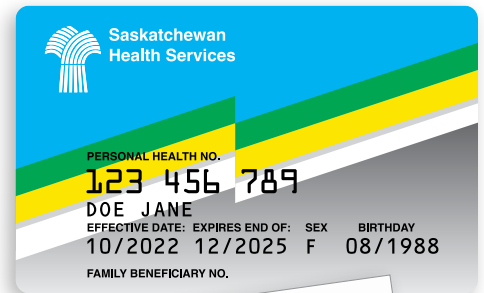 Saskatchewan
Health Services
PERSONAL HEALTH NO.
123 456 789
DOE JANE
EFFECTIVE DATE: EXPIRES END OF: SEX BIRTHDAY
10/2022 12/2025 F 08/1988
FAMILY BENEFICIARY NO.